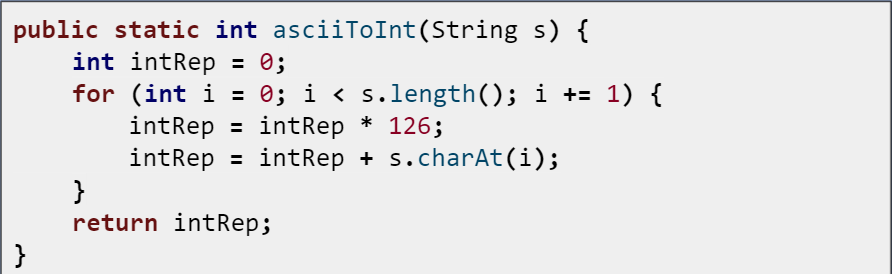 public static int asciiToInt(String s) {
    int intRep = 0;
    for (int i = 0; i < s.length(); i += 1) {
        intRep = intRep * 126;
        intRep = intRep + s.charAt(i);
    }
    return intRep;
}